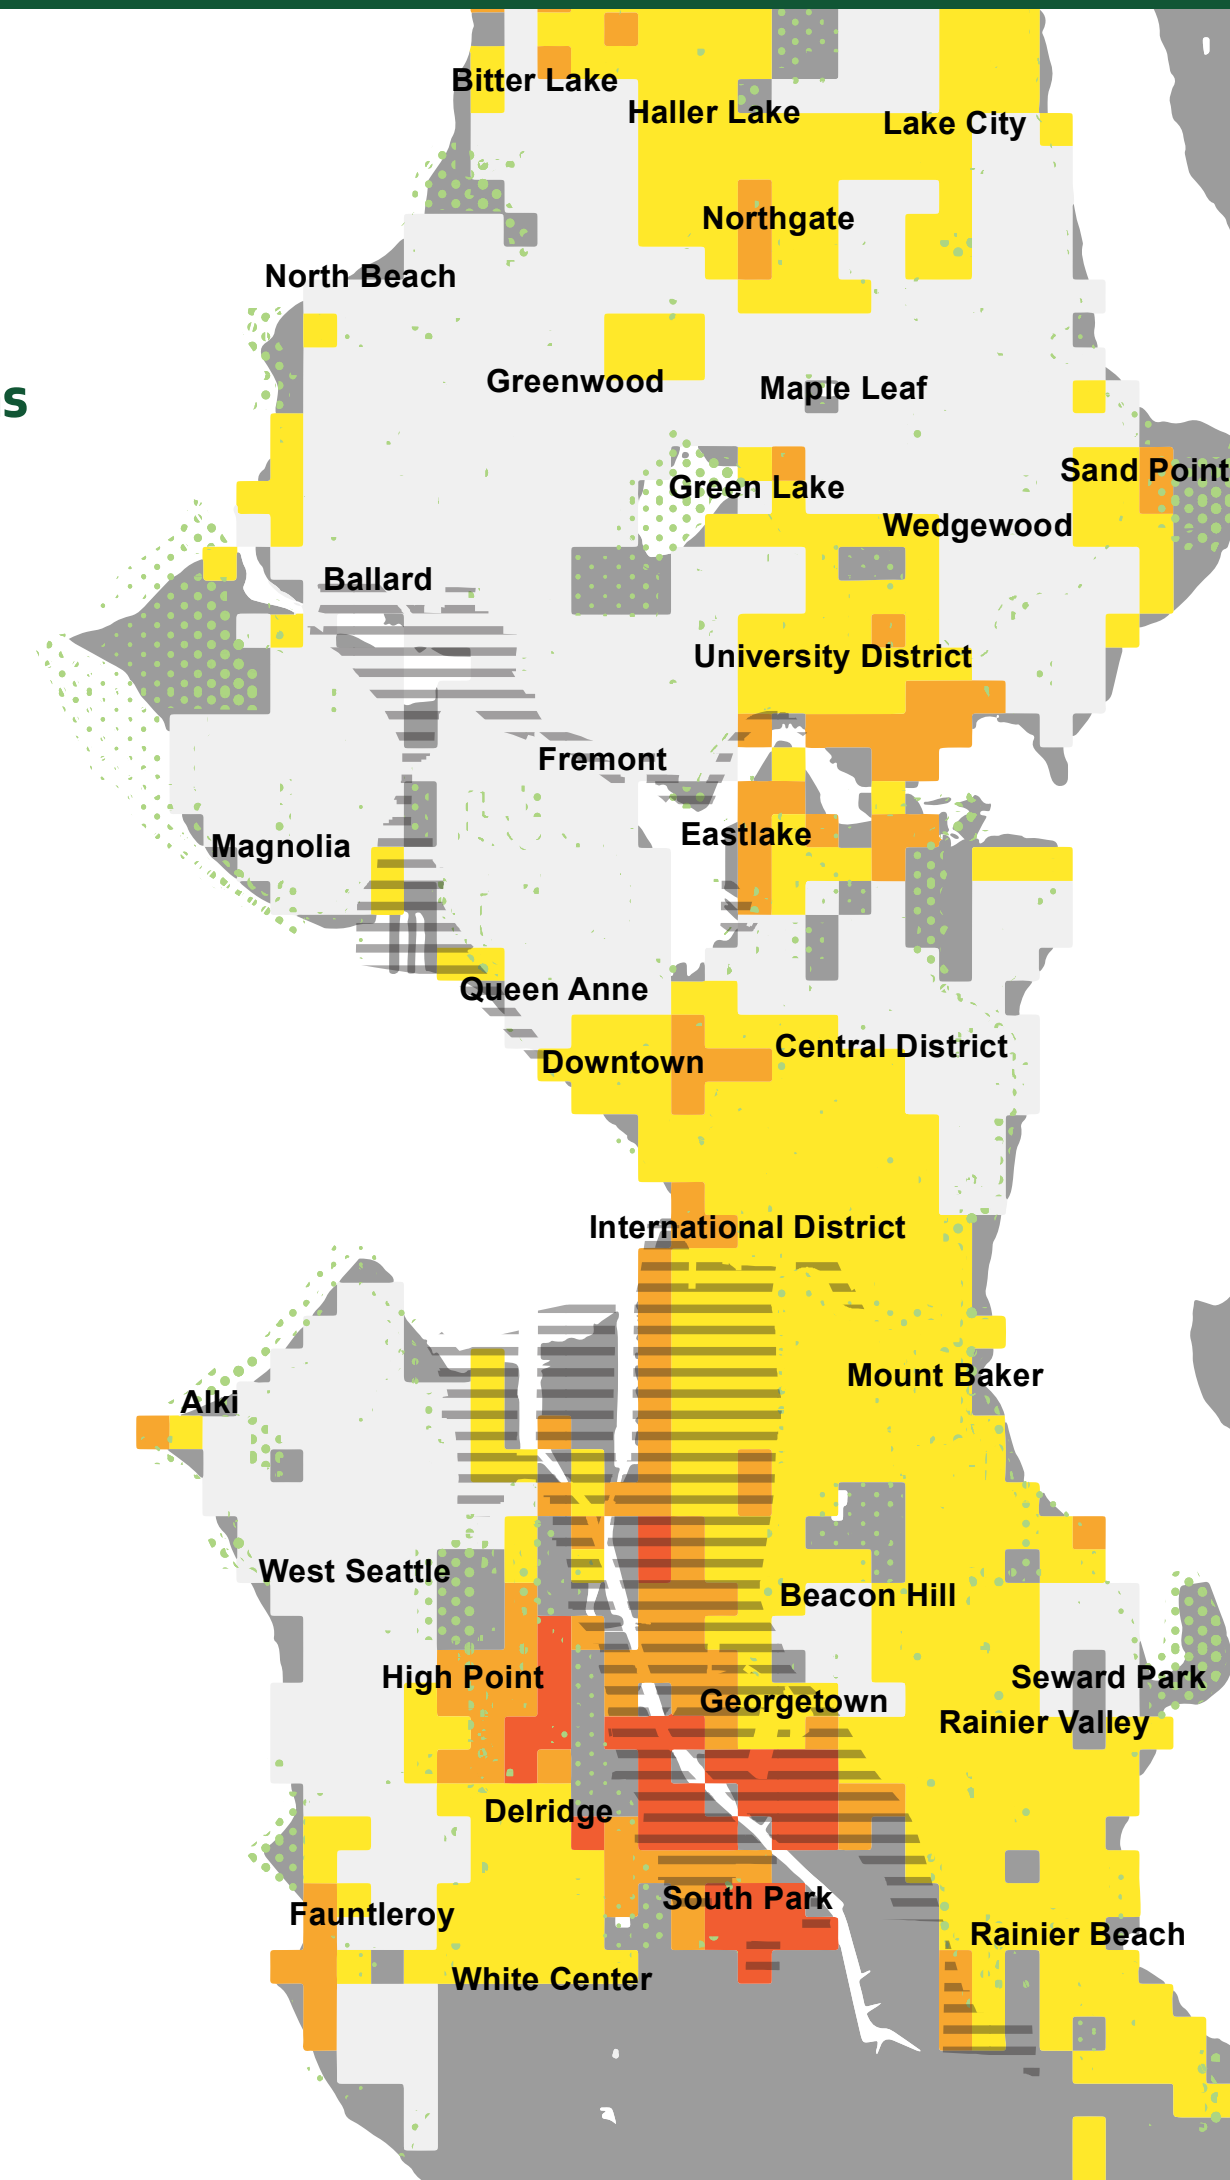 Bitter Lake
Haller Lake
Lake City
Northgate
North Beach
s
Greenwood
Maple Leaf
Sand Point
Green Lake
Wedgewood
Ballard
University District
Fremont
Eastlake
Magnolia
Queen Anne
Central District
Downtown
International District
Mount Baker
Alki
West Seattle
Beacon Hill
High Point
Seward Park
Georgetown
Rainier Valley
Delridge
South Park
Fauntleroy
Rainier Beach
White Center